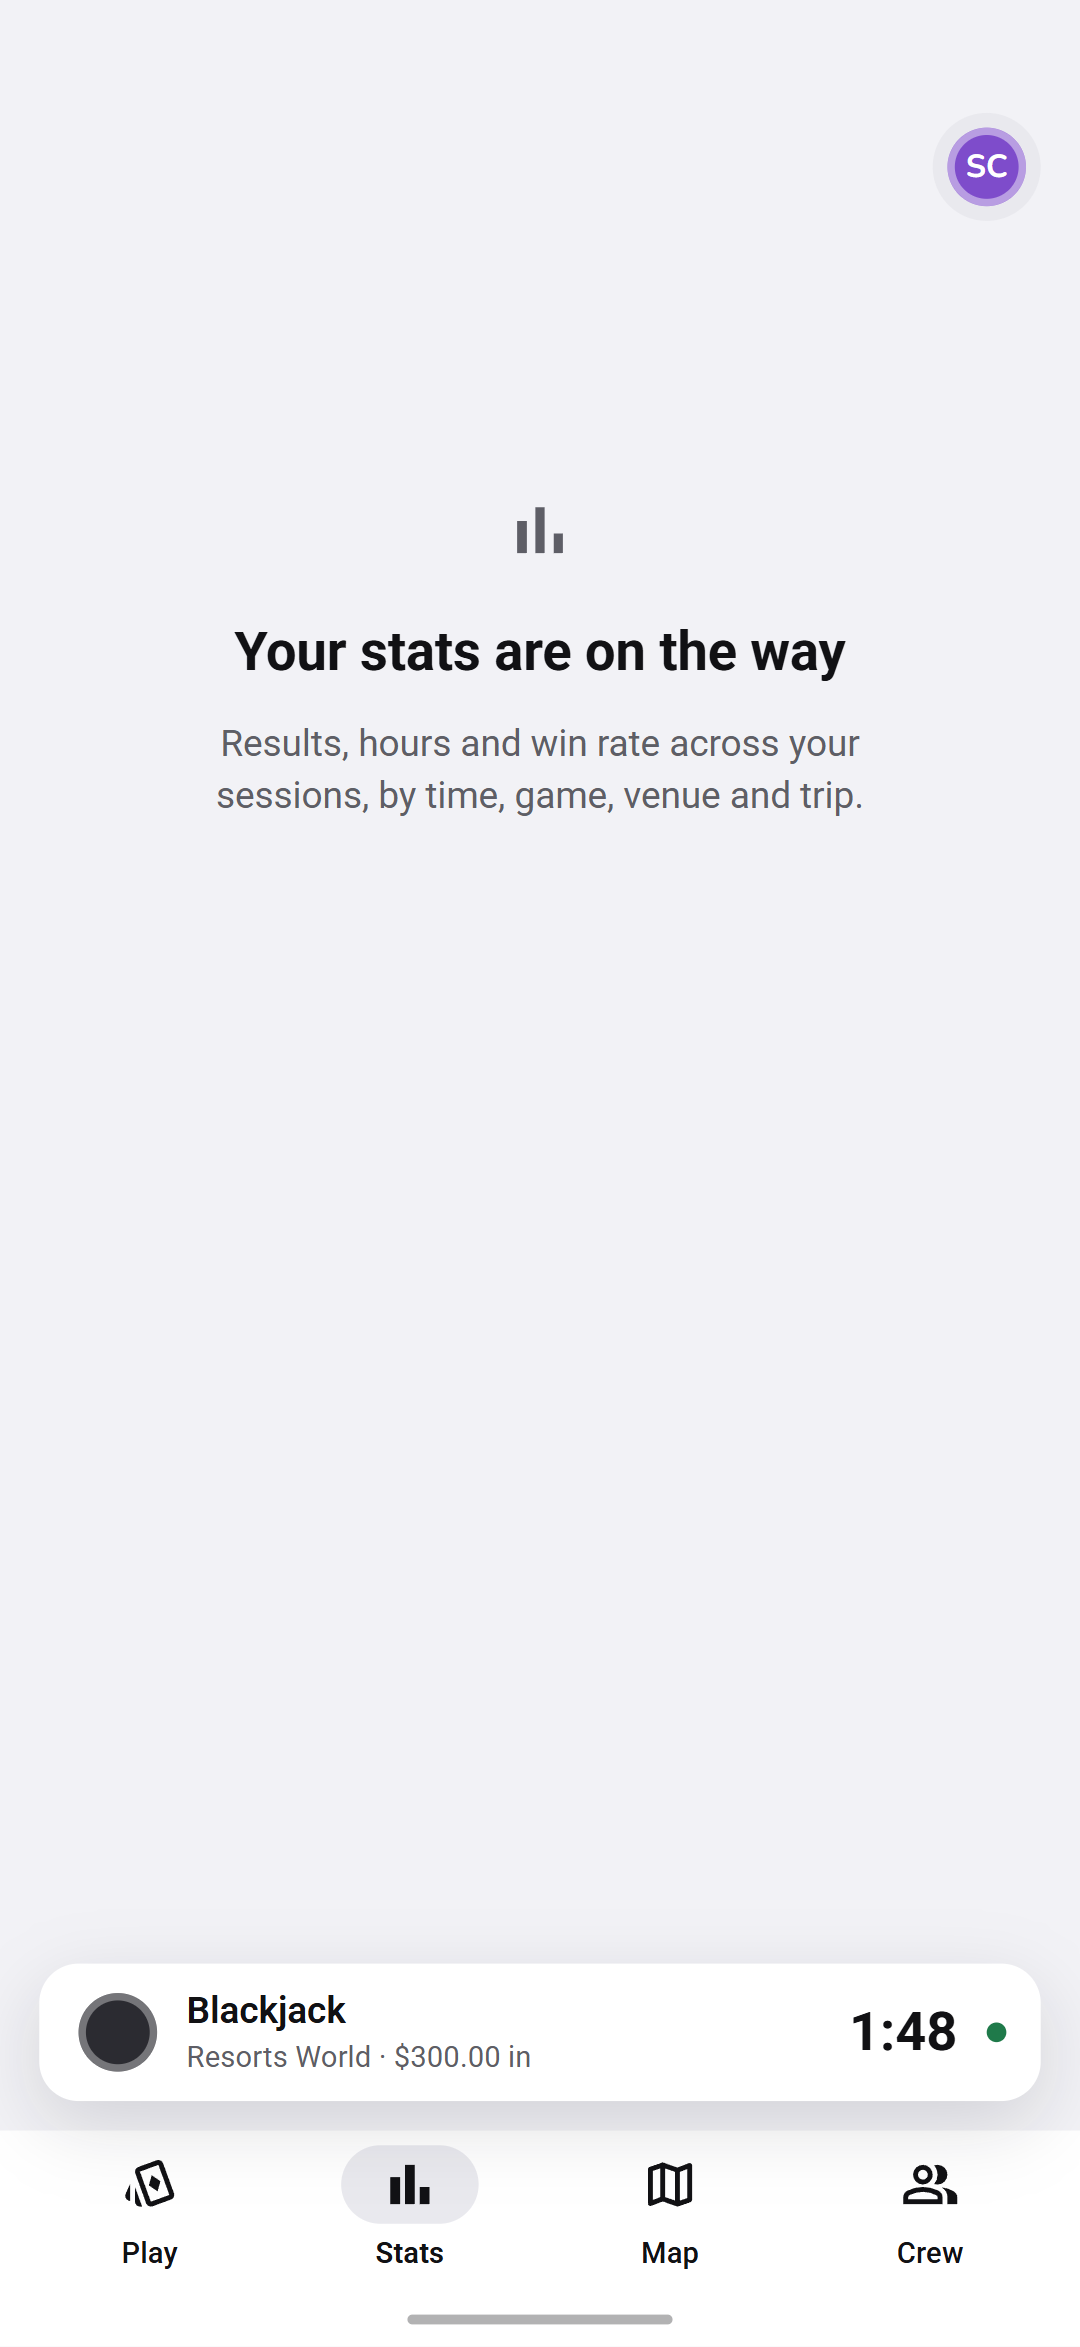 SC
Your stats are on the way
Results, hours and win rate across your
sessions, by time, game, venue and trip.
Blackjack
Resorts World · $300.00 in
1:48
Play
Stats
Map
Crew